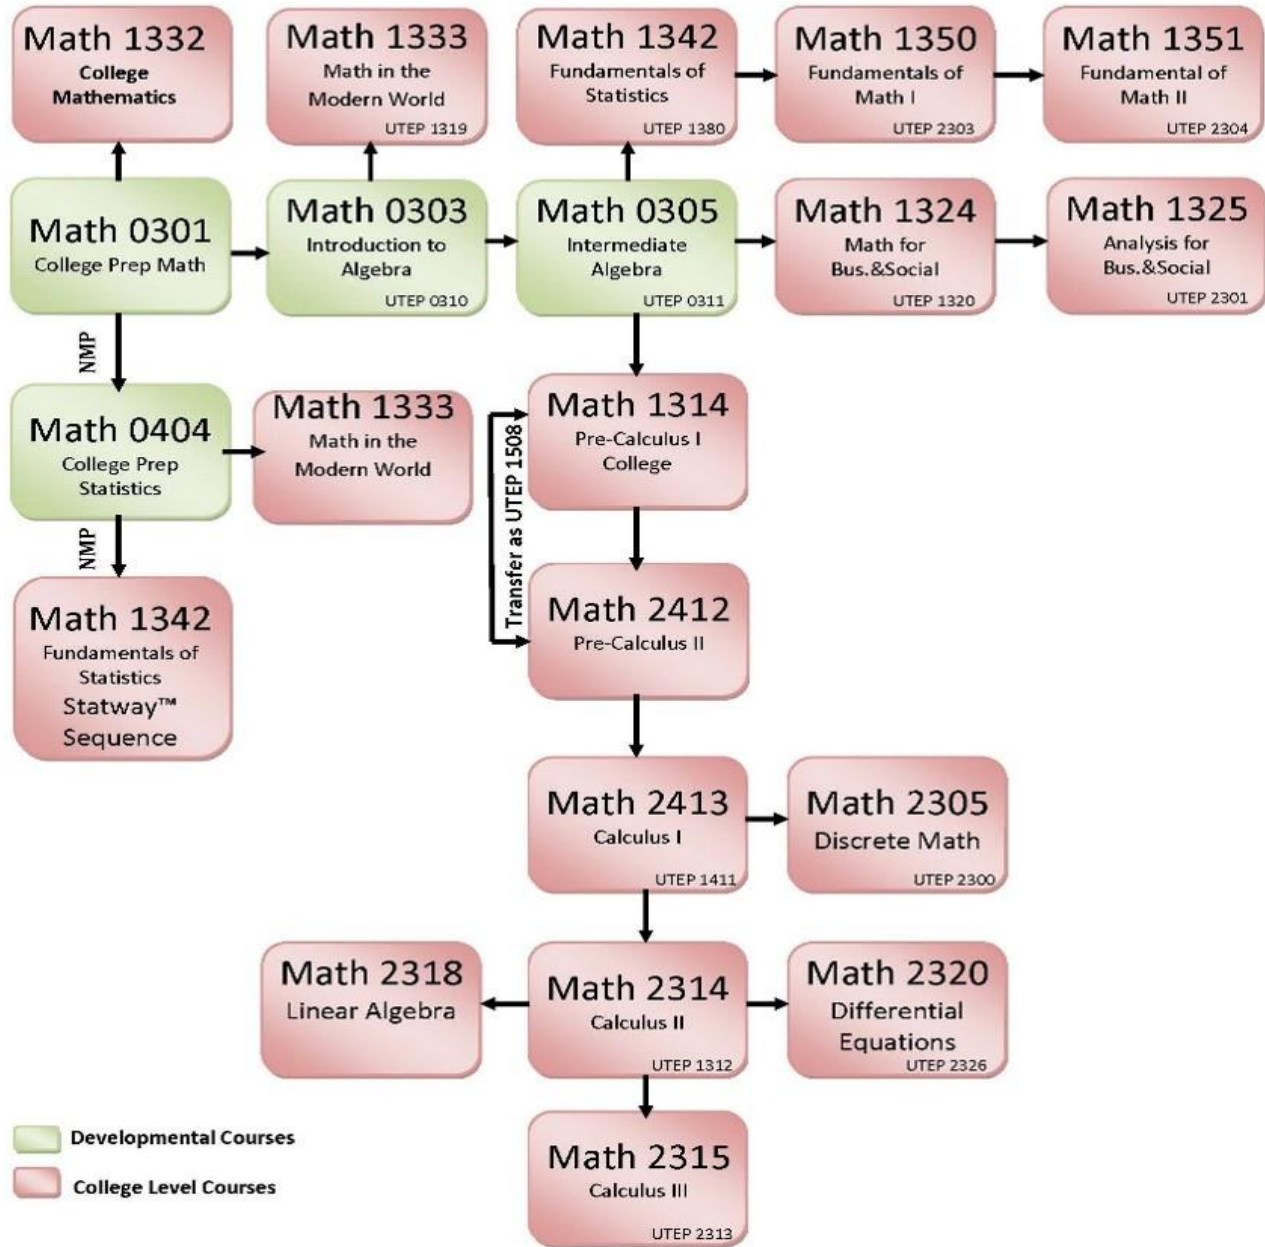 Math 1332
College
Mathematics
Math 1333
Math in the
Modern World
UTEP 1319
Math 1342
Fundamentals of
Statistics
UTEP 1380
Math 1350
Fundamentals of
Math I
UTEP 2303
Math 1351
Fundamental of
Math II
UTEP 2304
Math 0301
College Prep Math
Math 0303
Introduction to
Algebra
UTEP 0310
Math 0305
Intermediate
Algebra
UTEP 0311
Math 1324
Math for
Bus.&Social
UTEP 1320
Math 1325
Analysis for
Bus.&Social
UTEP 2301
NMP
Math 0404
College Prep
Statistics
Math 1333
Math in the
Modern World
Transfer as UTEP 1508
Math 1314
Pre-Calculus I
College
NMP
Math 1342
Fundamentals of
Statistics
Statway™
Sequence
Math 2412
Pre-Calculus II
Math 2413
Calculus I
UTEP 1411
Math 2305
Discrete Math
UTEP 2300
Math 2318
Linear Algebra
Math 2314
Calculus II
UTEP 1312
Math 2320
Differential
Equations
UTEP 2326
Math 2315
Calculus III
UTEP 2313
Developmental Courses
College Level Courses